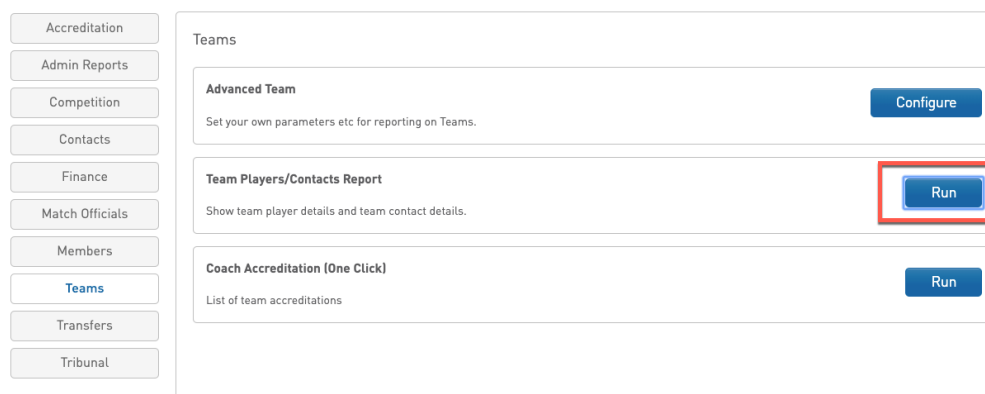 Accreditation
Admin Reports
Competition
Contacts
Finance
Match Officials
Members
Teams
Transfers
Tribunal
Teams
Advanced Team
Set your own parameters etc for reporting on Teams.
Configure
Team Players/Contacts Report
Show team player details and team contact details.
Run
Coach Accreditation (One Click)
List of team accreditations
Run